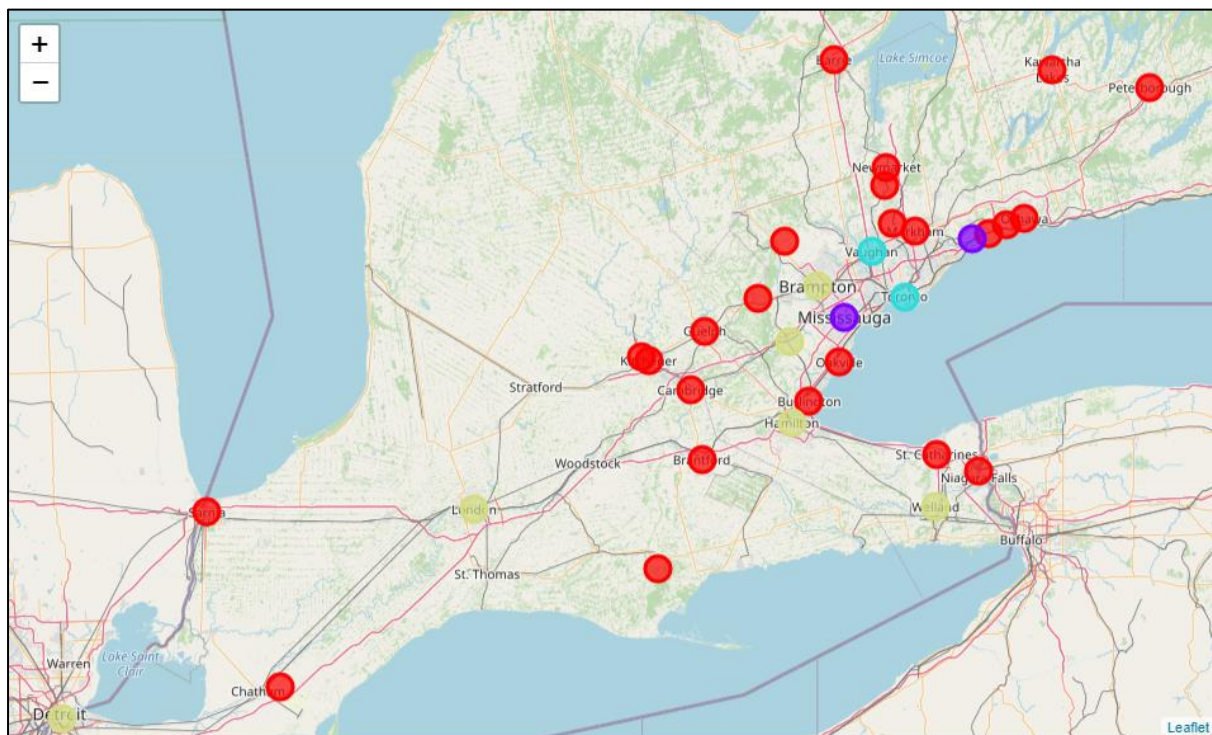 +
−
Barrie
Lake Simcoe
Kawartha
Lakes
Peterborough
Newmarket
Markham
Oshawa
Vaughan
Brampton
Toronto
Mississauga
Guelph
Kitchener
Oakville
Stratford
Cambridge
Burlington
Hamilton
Woodstock
Brantford
St. Catharines
Niagara Falls
Sarnia
London
Welland
Buffalo
St. Thomas
Warren
Lake Saint
Clair
Chatham
Detroit
Leaflet